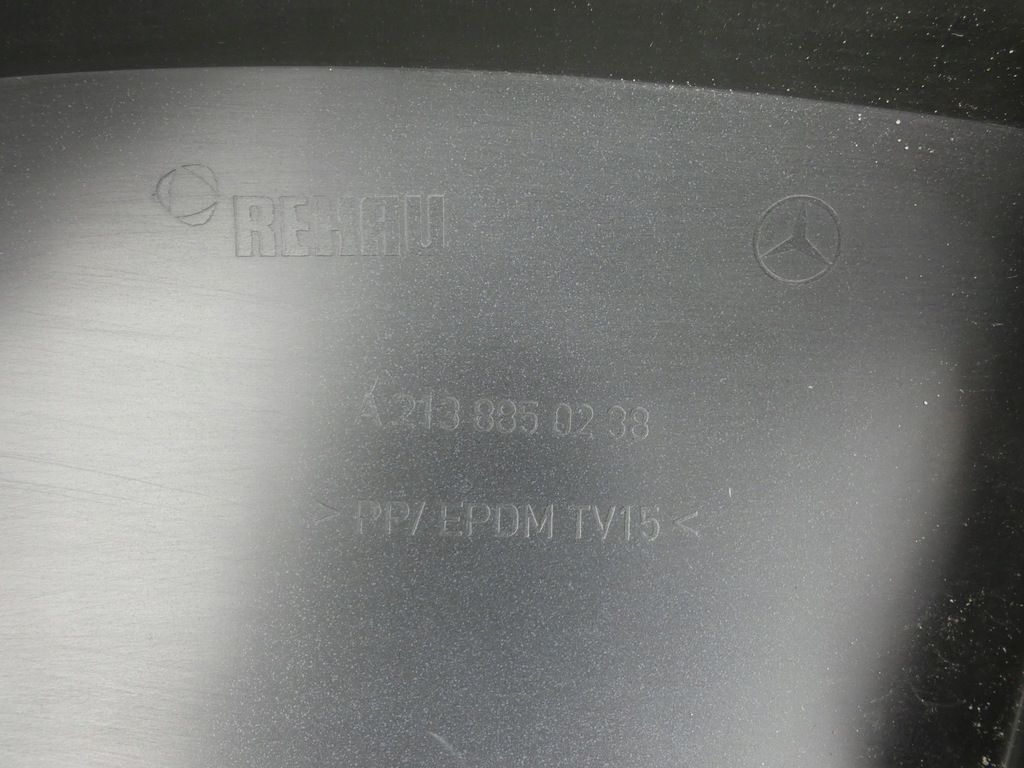 REHAU
A 213 885 02 38
> PP/ EPDM TV15 <